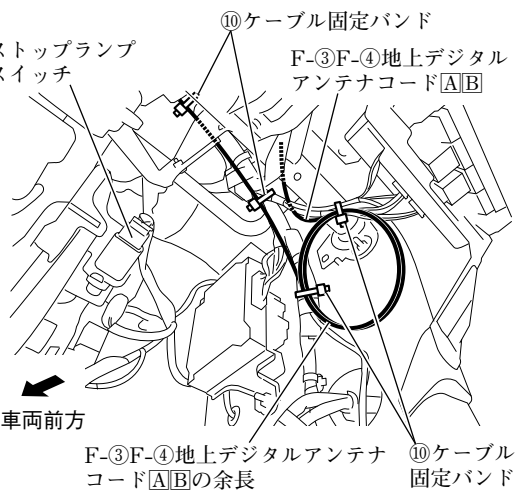 ⑩ケーブル固定バンド
ストップランプ
スイッチ
F-③F-④地上デジタル
アンテナコードAB
車両前方
F-③F-④地上デジタルアンテナ
コードABの余長
⑩ケーブル
固定バンド